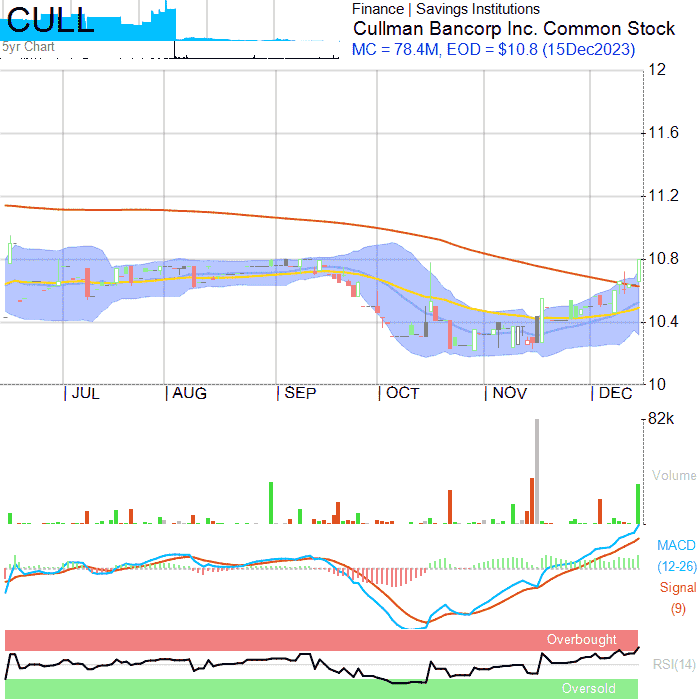 CULL
5yr Chart
Finance | Savings Institutions
Cullman Bancorp Inc. Common Stock
MC = 78.4M, EOD = $10.8 (15Dec2023)
12
11.6
11.2
10.8
10.4
10
JUL | AUG | SEP | OCT | NOV | DEC
82k
Volume
MACD
(12-26)
Signal
(9)
Overbought
RSI(14)
Oversold